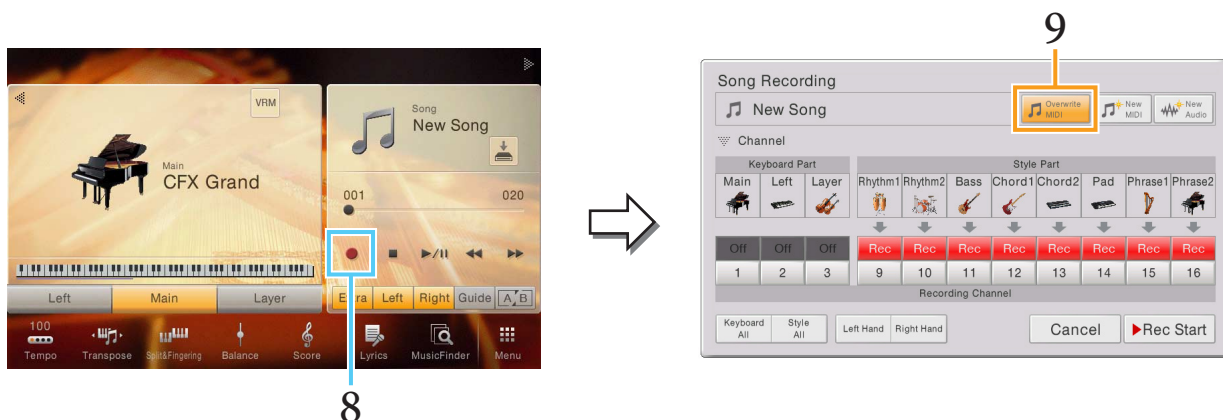 9
VRM
Song
New Song
Main
CFX Grand
001 020
Left Main Layer
Extra Left Right Guide A B
100
Tempo Transpose Split&Fingering Balance Score Lyrics MusicFinder Menu
8
Song Recording
New Song
Overwrite
MIDI
New
MIDI
New
Audio
Channel
Keyboard Part Style Part
Main Left Layer Rhythm1 Rhythm2 Bass Chord1 Chord2 Pad Phrase1 Phrase2
Off Off Off Rec Rec Rec Rec Rec Rec Rec Rec
1 2 3 9 10 11 12 13 14 15 16
Recording Channel
Keyboard
All
Style
All
Left Hand Right Hand
Cancel Rec Start